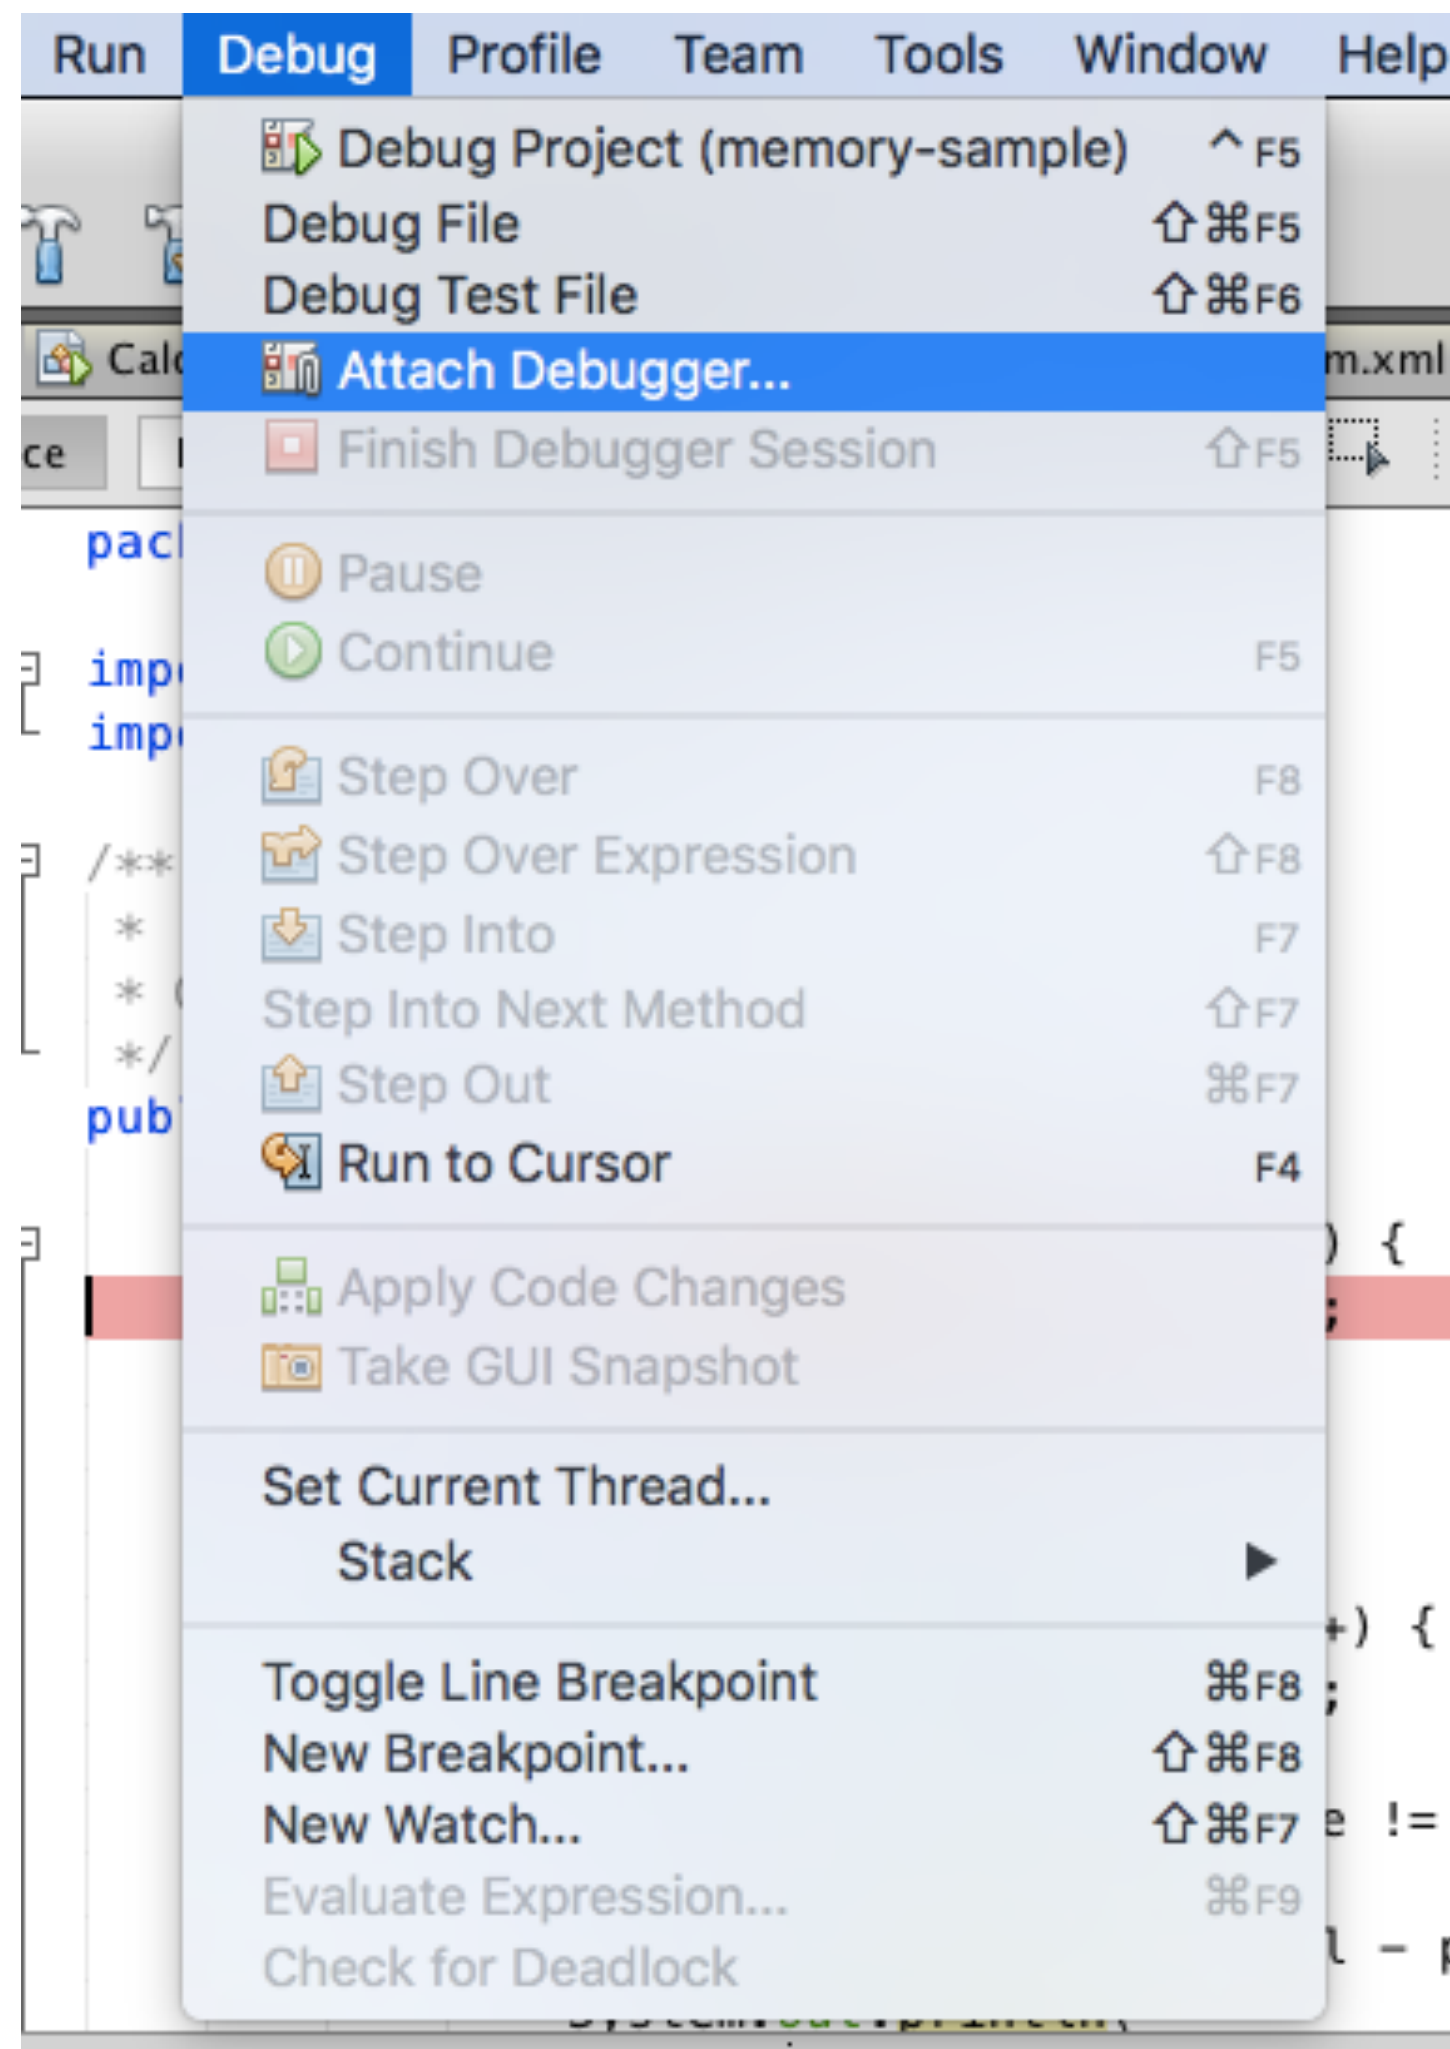 Run Debug Profile Team Tools Window Help
Debug Project (memory-sample) ^ F5
Debug File ⇧⌘F5
Debug Test File ⇧⌘F6
Attach Debugger... m.xml
Finish Debugger Session ⇧F5
Pause
Continue F5
Step Over F8
/** Step Over Expression ⇧F8
* Step Into F7
* Step Into Next Method ⇧F7
*/ Step Out ⌘F7
Run to Cursor F4
) {
Apply Code Changes ;
Take GUI Snapshot
Set Current Thread...
Stack ▶
+) {
Toggle Line Breakpoint ⌘F8 ;
New Breakpoint... ⇧⌘F8
New Watch... ⇧⌘F7 e !=
Evaluate Expression... ⌘F9
Check for Deadlock l – p